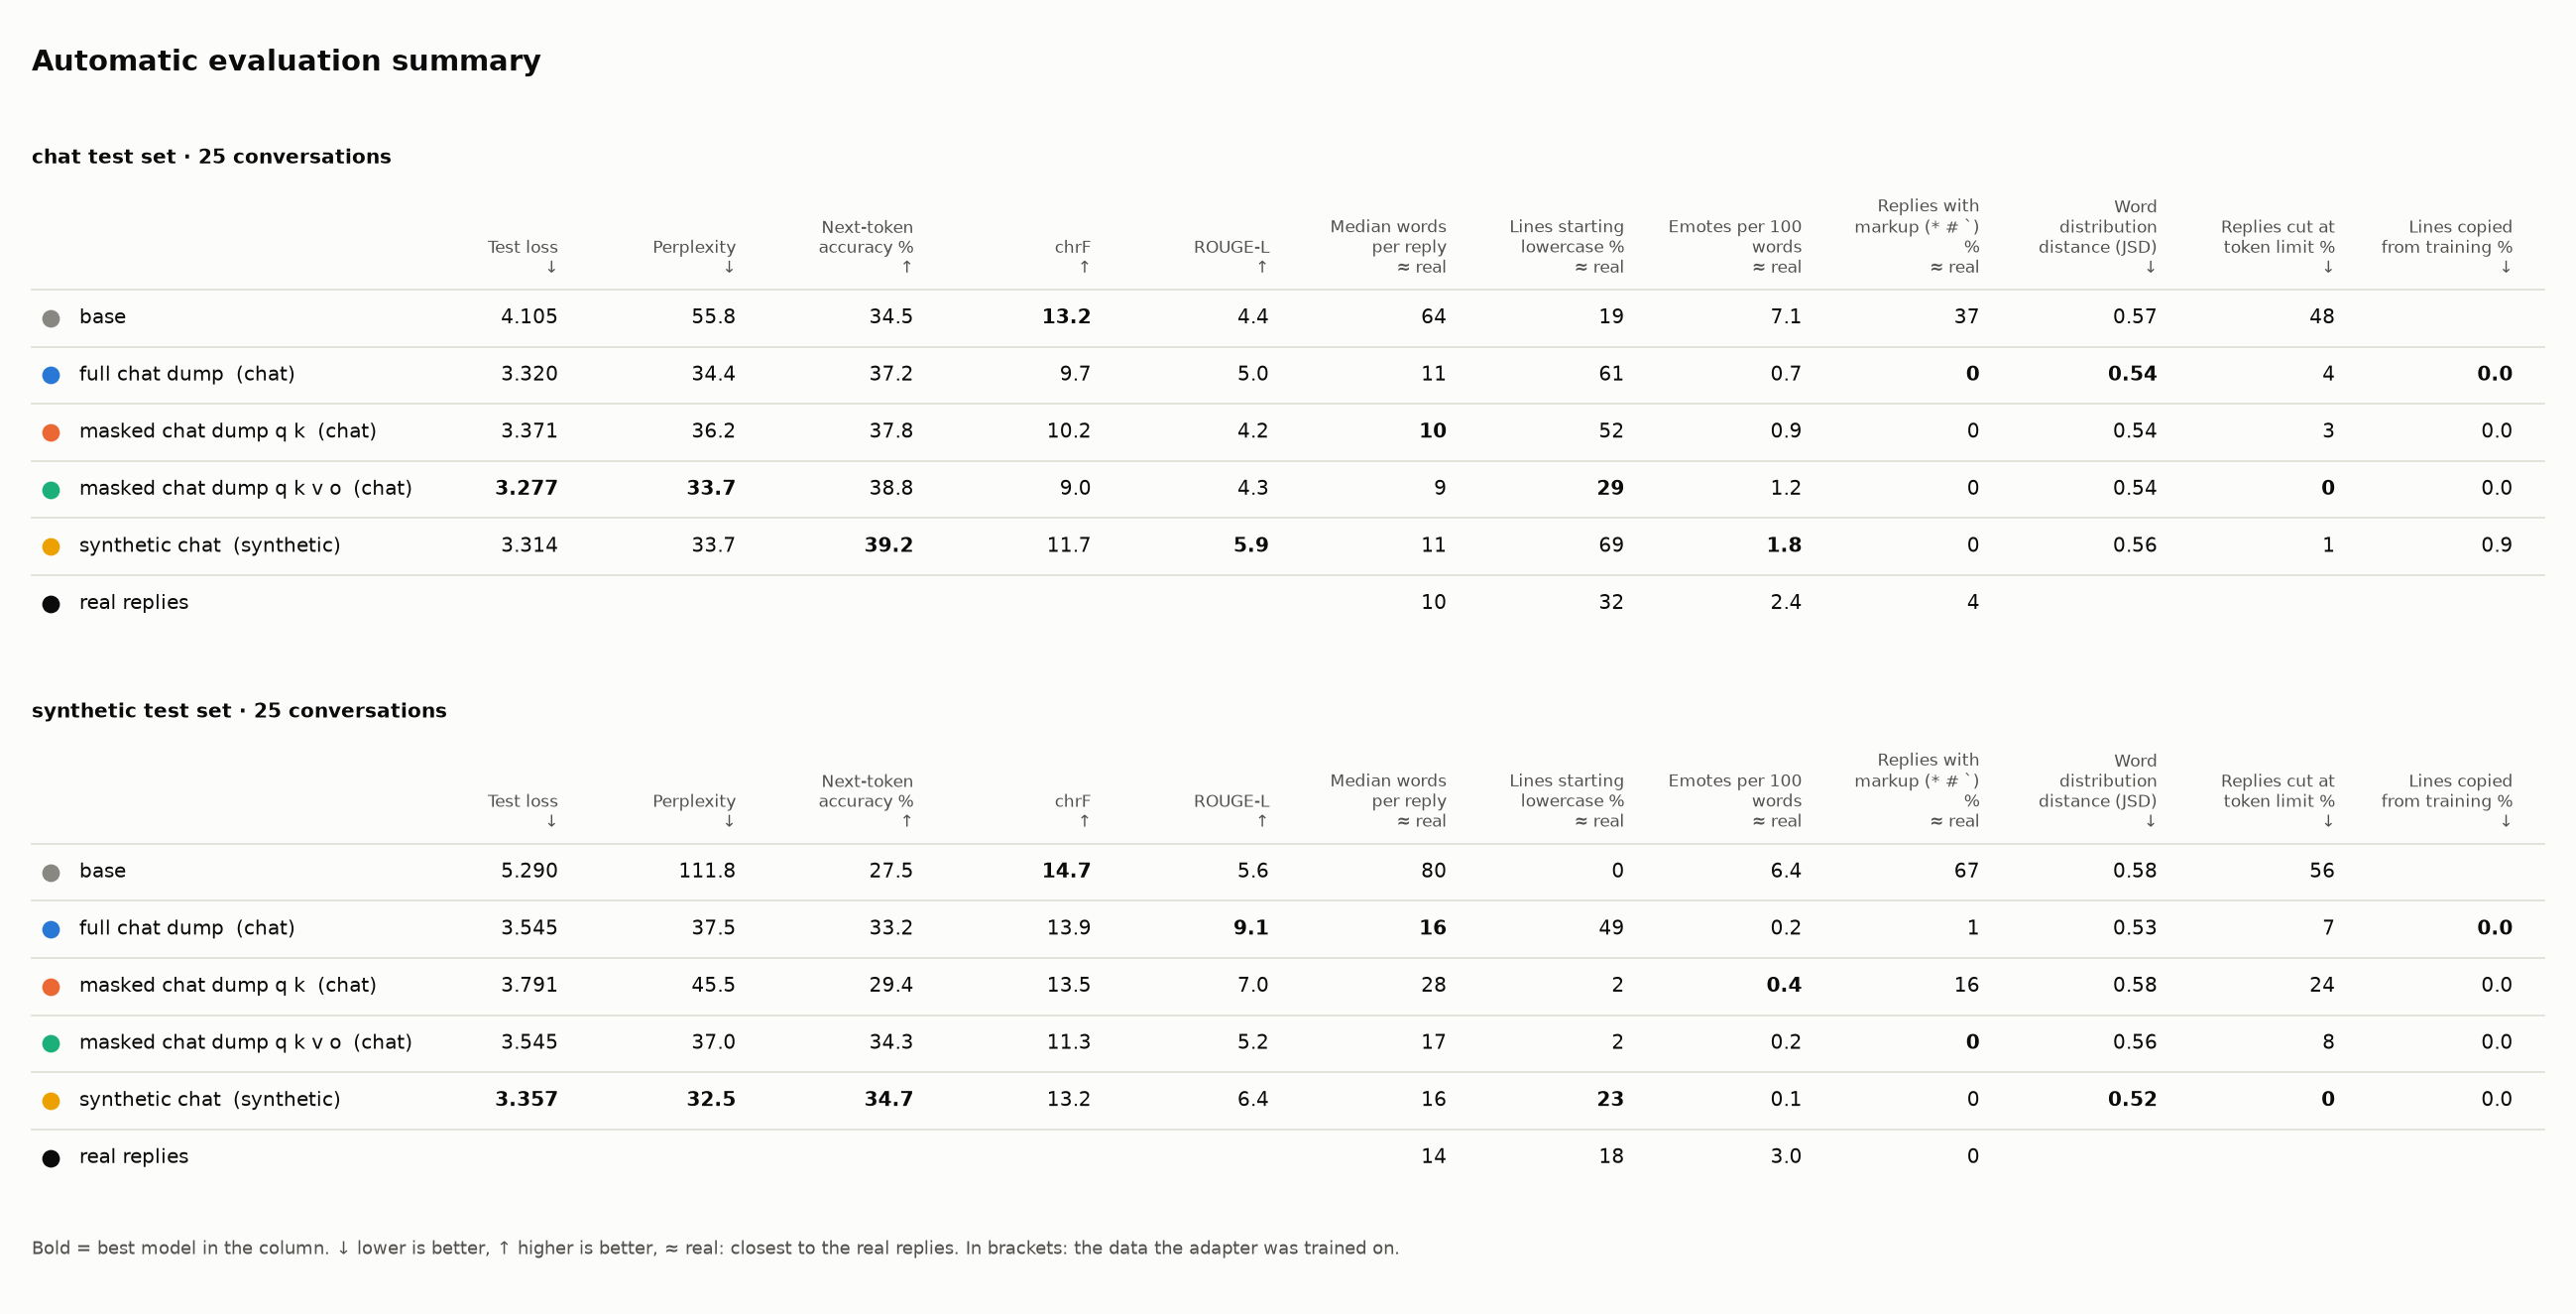 Automatic evaluation summary
chat test set · 25 conversations
Test loss ↓ Perplexity ↓ Next-token accuracy % ↑ chrF ↑ ROUGE-L ↑ Median words per reply ≈ real Lines starting lowercase % ≈ real Emotes per 100 words ≈ real Replies with markup (* # `) % ≈ real Word distribution distance (JSD) ↓ Replies cut at token limit % ↓ Lines copied from training % ↓
base 4.105 55.8 34.5 13.2 4.4 64 19 7.1 37 0.57 48
full chat dump (chat) 3.320 34.4 37.2 9.7 5.0 11 61 0.7 0 0.54 4 0.0
masked chat dump q k (chat) 3.371 36.2 37.8 10.2 4.2 10 52 0.9 0 0.54 3 0.0
masked chat dump q k v o (chat) 3.277 33.7 38.8 9.0 4.3 9 29 1.2 0 0.54 0 0.0
synthetic chat (synthetic) 3.314 33.7 39.2 11.7 5.9 11 69 1.8 0 0.56 1 0.9
real replies 10 32 2.4 4
synthetic test set · 25 conversations
Test loss ↓ Perplexity ↓ Next-token accuracy % ↑ chrF ↑ ROUGE-L ↑ Median words per reply ≈ real Lines starting lowercase % ≈ real Emotes per 100 words ≈ real Replies with markup (* # `) % ≈ real Word distribution distance (JSD) ↓ Replies cut at token limit % ↓ Lines copied from training % ↓
base 5.290 111.8 27.5 14.7 5.6 80 0 6.4 67 0.58 56
full chat dump (chat) 3.545 37.5 33.2 13.9 9.1 16 49 0.2 1 0.53 7 0.0
masked chat dump q k (chat) 3.791 45.5 29.4 13.5 7.0 28 2 0.4 16 0.58 24 0.0
masked chat dump q k v o (chat) 3.545 37.0 34.3 11.3 5.2 17 2 0.2 0 0.56 8 0.0
synthetic chat (synthetic) 3.357 32.5 34.7 13.2 6.4 16 23 0.1 0 0.52 0 0.0
real replies 14 18 3.0 0
Bold = best model in the column. ↓ lower is better, ↑ higher is better, ≈ real: closest to the real replies. In brackets: the data the adapter was trained on.